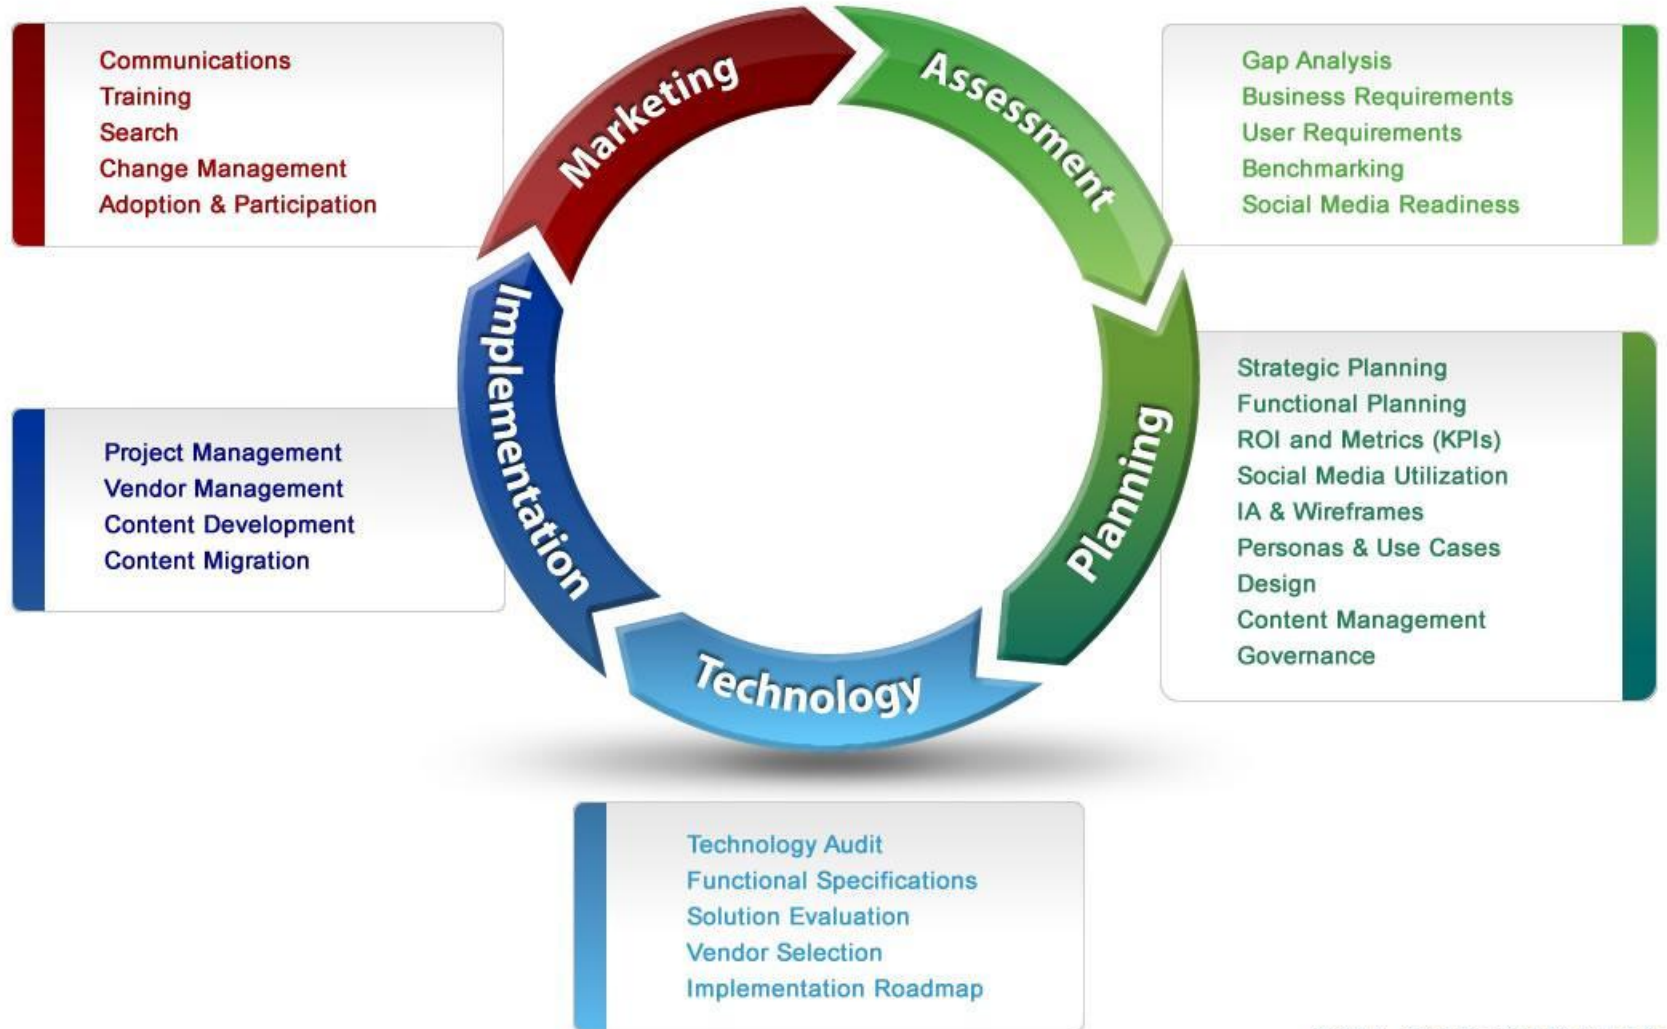 Marketing
Communications
Training
Search
Change Management
Adoption & Participation
Assessment
Gap Analysis
Business Requirements
User Requirements
Benchmarking
Social Media Readiness
Planning
Strategic Planning
Functional Planning
ROI and Metrics (KPIs)
Social Media Utilization
IA & Wireframes
Personas & Use Cases
Design
Content Management
Governance
Technology
Technology Audit
Functional Specifications
Solution Evaluation
Vendor Selection
Implementation Roadmap
Implementation
Project Management
Vendor Management
Content Development
Content Migration